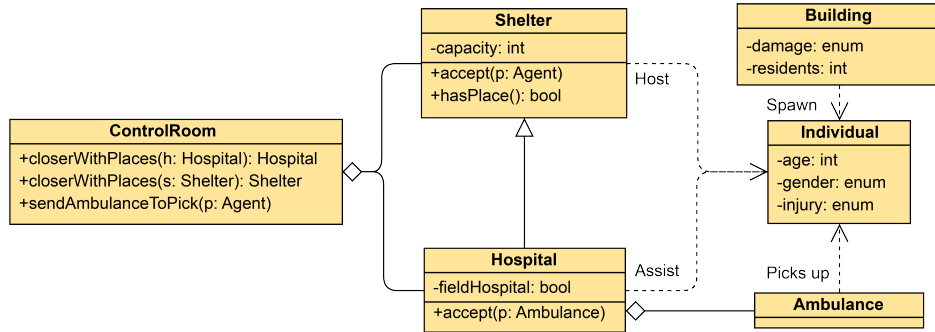 Shelter
-capacity: int
+accept(p: Agent)
+hasPlace(): bool
Host
Building
-damage: enum
-residents: int
Spawn
ControlRoom
+closerWithPlaces(h: Hospital): Hospital
+closerWithPlaces(s: Shelter): Shelter
+sendAmbulanceToPick(p: Agent)
Individual
-age: int
-gender: enum
-injury: enum
Hospital
-fieldHospital: bool
+accept(p: Ambulance)
Assist
Picks up
Ambulance